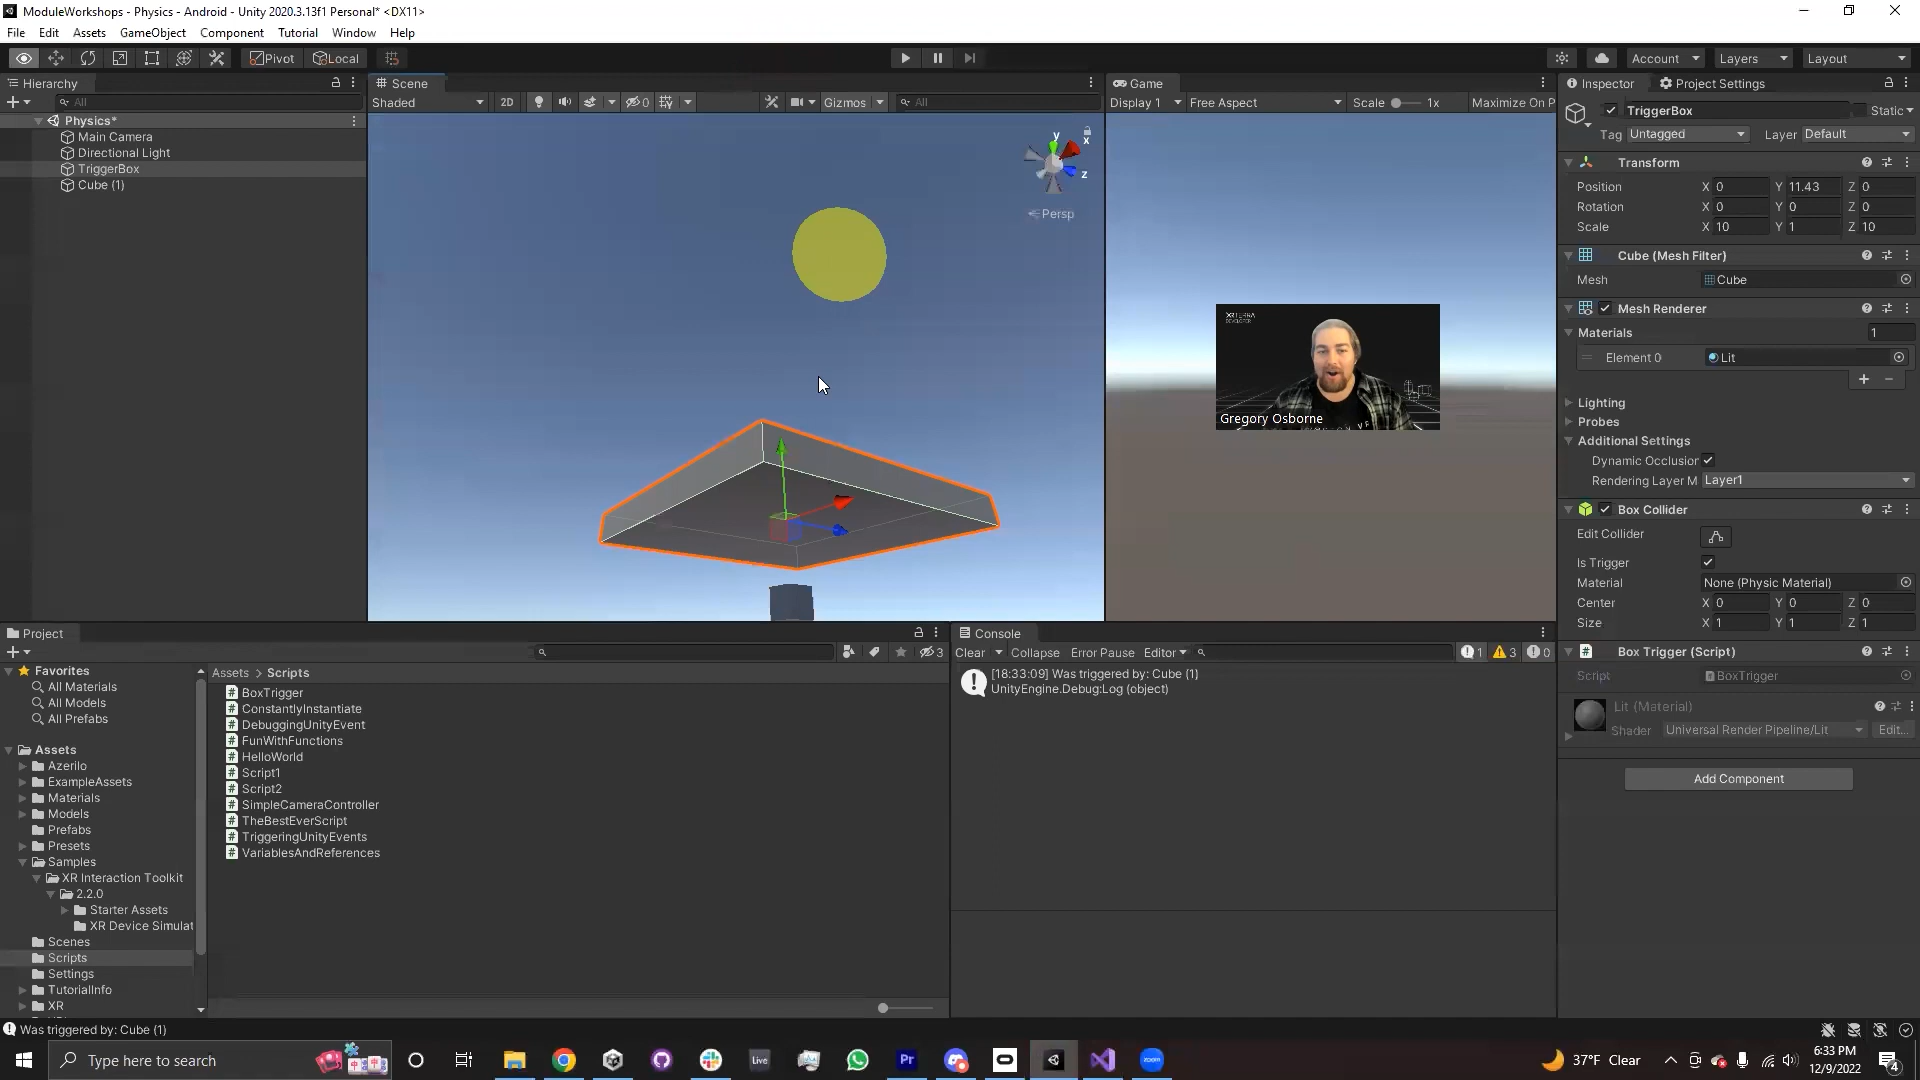 ModuleWorkshops - Physics - Android - Unity 2020.3.13f1 Personal* <DX11>
File Edit Assets GameObject Component Tutorial Window Help
Pivot Local Account Layers Layout
Hierarchy
All
Physics*
Main Camera
Directional Light
TriggerBox
Cube (1)
Scene
Shaded 2D 0 Gizmos All
y
x
z
Persp
Game
Display 1 Free Aspect Scale 1x Maximize On P
XRTERRA
DEVELOPER
Gregory Osborne
Inspector Project Settings
TriggerBox Static
Tag Untagged Layer Default
Transform
Position X 0 Y 11.43 Z 0
Rotation X 0 Y 0 Z 0
Scale X 10 Y 1 Z 10
Cube (Mesh Filter)
Mesh Cube
Mesh Renderer
Materials 1
Element 0 Lit
Lighting
Probes
Additional Settings
Dynamic Occlusion
Rendering Layer M Layer1
Box Collider
Edit Collider
Is Trigger
Material None (Physic Material)
Center X 0 Y 0 Z 0
Size X 1 Y 1 Z 1
Box Trigger (Script)
Script BoxTrigger
Lit (Material)
Shader Universal Render Pipeline/Lit Edit...
Add Component
Project
3
Favorites
All Materials
All Models
All Prefabs
Assets
Azerilo
ExampleAssets
Materials
Models
Prefabs
Presets
Samples
XR Interaction Toolkit
2.2.0
Starter Assets
XR Device Simulat
Scenes
Scripts
Settings
TutorialInfo
XR
Assets > Scripts
BoxTrigger
ConstantlyInstantiate
DebuggingUnityEvent
FunWithFunctions
HelloWorld
Script1
Script2
SimpleCameraController
TheBestEverScript
TriggeringUnityEvents
VariablesAndReferences
Console
Clear Collapse Error Pause Editor 1 3 0
[18:33:09] Was triggered by: Cube (1)
UnityEngine.Debug:Log (object)
Was triggered by: Cube (1)
Type here to search
Live
Pr
zoom
37°F Clear
6:33 PM
12/9/2022
4